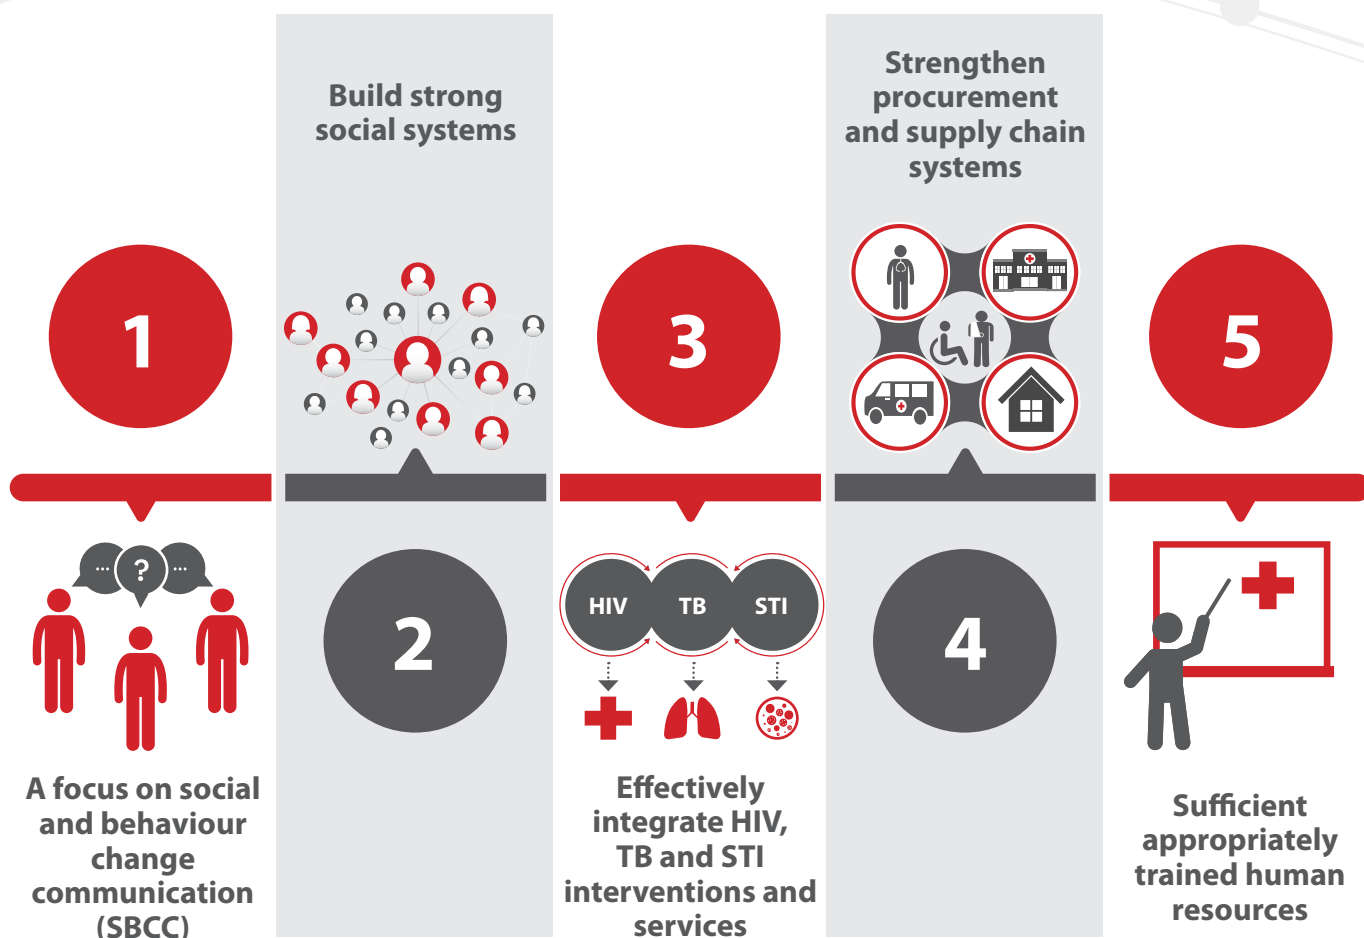 1
?
A focus on social
and behaviour
change
communication
(SBCC)
Build strong
social systems
2
3
HIV
TB
STI
Effectively
integrate HIV,
TB and STI
interventions and
services
Strengthen
procurement
and supply chain
systems
4
5
Sufficient
appropriately
trained human
resources